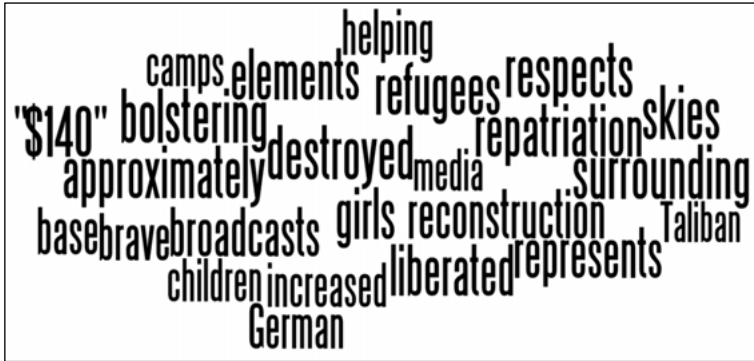 helping
camps elements refugees respects
"$140" bolstering repatriation skies
approximately destroyed media surrounding
base brave broadcasts girls reconstruction Taliban
children increased liberated represents
German